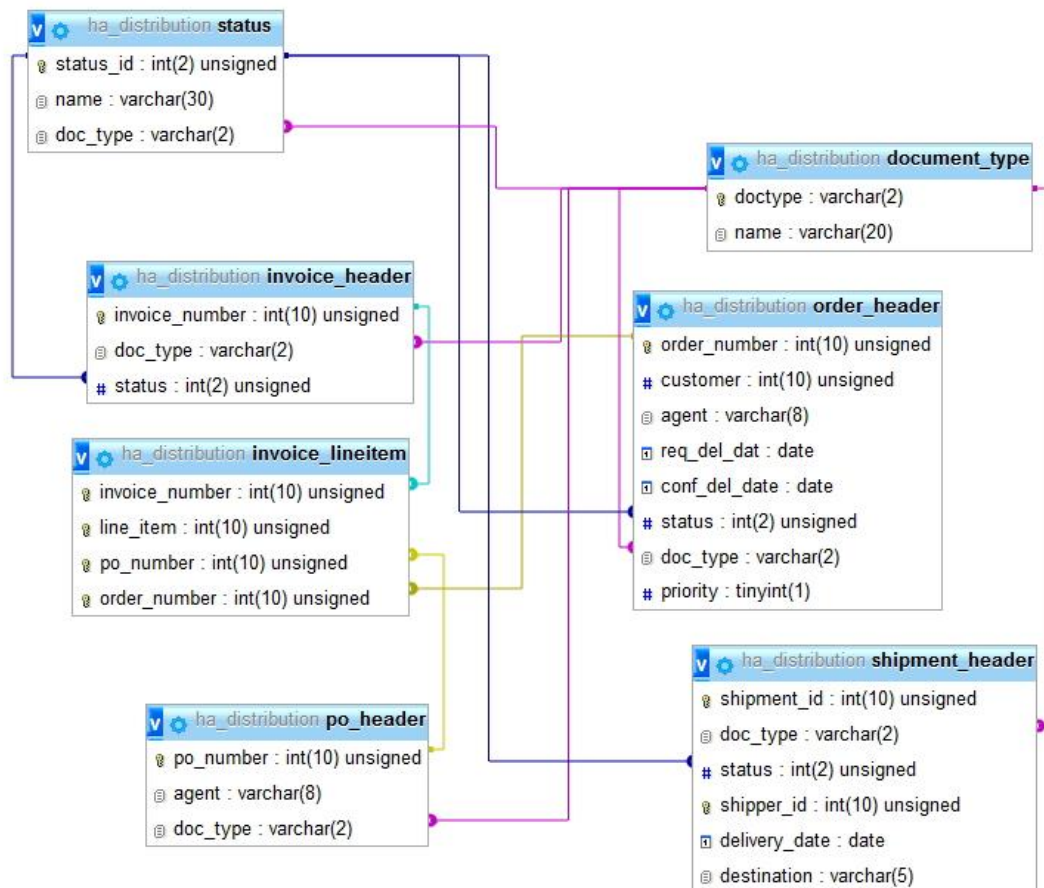 v ha_distribution status
status_id : int(2) unsigned
name : varchar(30)
doc_type : varchar(2)
v ha_distribution document_type
doctype : varchar(2)
name : varchar(20)
v ha_distribution invoice_header
invoice_number : int(10) unsigned
doc_type : varchar(2)
# status : int(2) unsigned
v ha_distribution order_header
order_number : int(10) unsigned
# customer : int(10) unsigned
agent : varchar(8)
req_del_dat : date
conf_del_date : date
# status : int(2) unsigned
doc_type : varchar(2)
# priority : tinyint(1)
v ha_distribution invoice_lineitem
invoice_number : int(10) unsigned
line_item : int(10) unsigned
po_number : int(10) unsigned
order_number : int(10) unsigned
v ha_distribution shipment_header
shipment_id : int(10) unsigned
doc_type : varchar(2)
# status : int(2) unsigned
shipper_id : int(10) unsigned
delivery_date : date
destination : varchar(5)
v ha_distribution po_header
po_number : int(10) unsigned
agent : varchar(8)
doc_type : varchar(2)